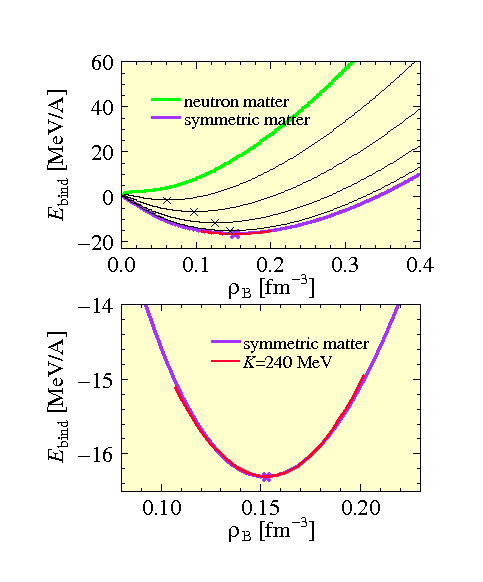 60
40
20
0
−20
E_bind [MeV/A]
neutron matter
symmetric matter
0.0 0.1 0.2 0.3 0.4
ρ_B [fm⁻³]
−14
−15
−16
E_bind [MeV/A]
symmetric matter
K=240 MeV
0.10 0.15 0.20
ρ_B [fm⁻³]